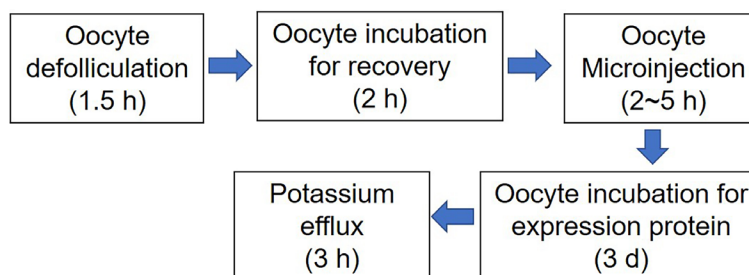 Oocyte
defolliculation
(1.5 h)
Oocyte incubation
for recovery
(2 h)
Oocyte
Microinjection
(2~5 h)
Oocyte incubation for
expression protein
(3 d)
Potassium
efflux
(3 h)